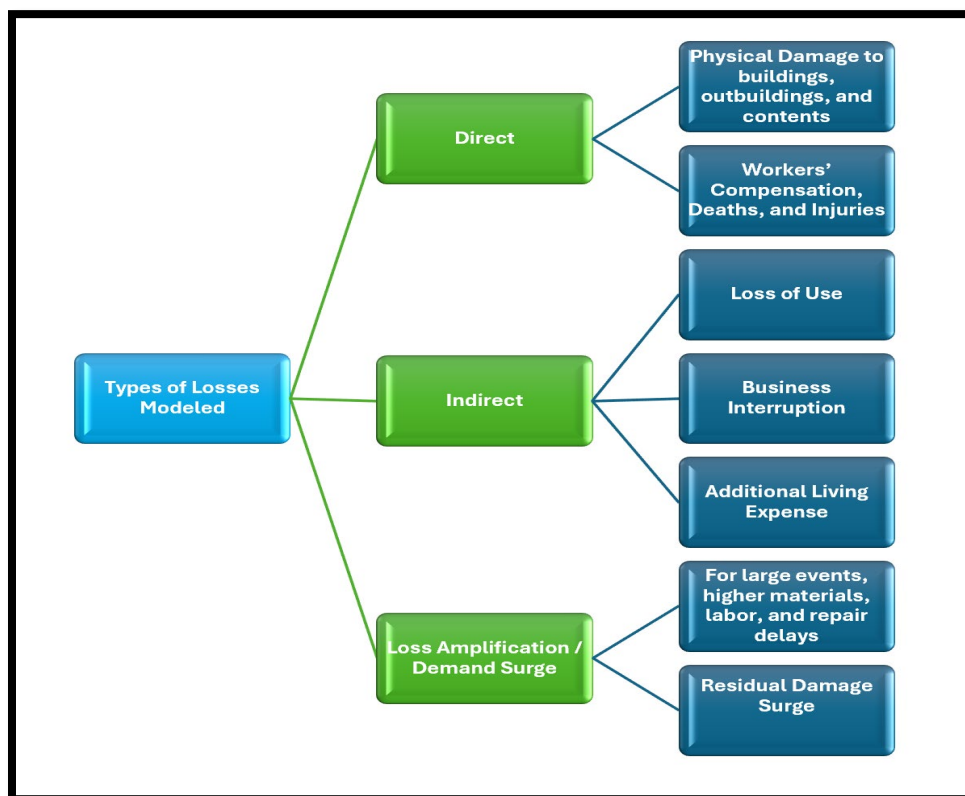 Types of Losses
Modeled
Direct
Physical Damage to
buildings,
outbuildings, and
contents
Workers’
Compensation,
Deaths, and Injuries
Indirect
Loss of Use
Business
Interruption
Additional Living
Expense
Loss Amplification /
Demand Surge
For large events,
higher materials,
labor, and repair
delays
Residual Damage
Surge